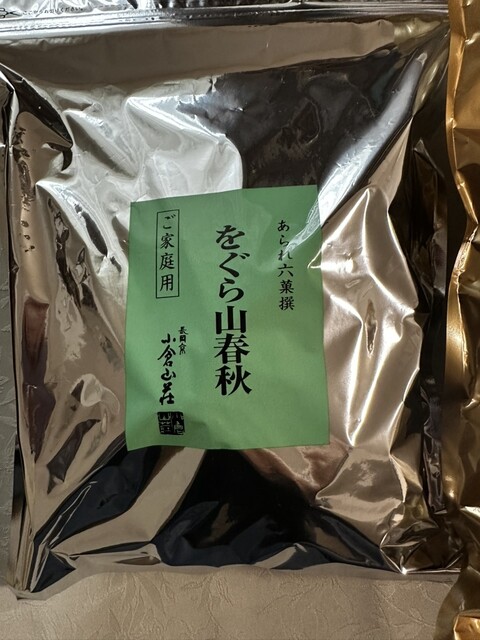 あられ六菓撰
をぐら山春秋
ご家庭用
長岡京
小倉山荘